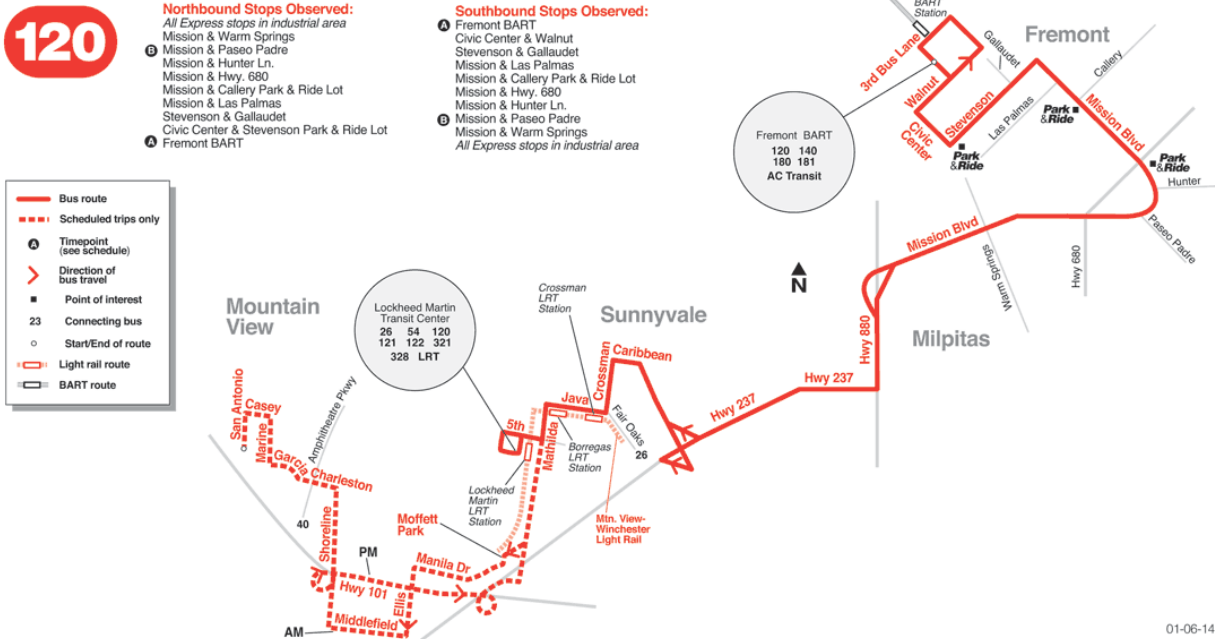 120
Northbound Stops Observed:
All Express stops in industrial area
Mission & Warm Springs
B Mission & Paseo Padre
Mission & Hunter Ln.
Mission & Hwy. 680
Mission & Callery Park & Ride Lot
Mission & Las Palmas
Stevenson & Gallaudet
Civic Center & Stevenson Park & Ride Lot
A Fremont BART
Southbound Stops Observed:
A Fremont BART
Civic Center & Walnut
Stevenson & Gallaudet
Mission & Las Palmas
Mission & Callery Park & Ride Lot
Mission & Hwy. 680
Mission & Hunter Ln.
B Mission & Paseo Padre
Mission & Warm Springs
All Express stops in industrial area
BART
Station
Fremont
Gallaudet
Callery
3rd Bus Lane
Walnut
Stevenson
Civic
Center
Las Palmas
Park
& Ride
Mission Blvd
Park
& Ride
Park
& Ride
Hunter
Paseo Padre
Fremont BART
120 140
180 181
AC Transit
Mission Blvd
Warm Springs
Hwy 680
N
Hwy 880
Milpitas
Bus route
Scheduled trips only
A
Timepoint
(see schedule)
Direction of
bus travel
Point of interest
23
Connecting bus
Start/End of route
Light rail route
BART route
Mountain
View
Lockheed Martin
Transit Center
26 54 120
121 122 321
328 LRT
Crossman
LRT
Station
Sunnyvale
Crossman
Caribbean
Hwy 237
Hwy 237
Java
Fair Oaks
26
5th
Mathilda
Borregas
LRT
Station
Lockheed
Martin
LRT
Station
Mtn. View-
Winchester
Light Rail
San Antonio
Casey
Marine
Garcia
Charleston
Amphitheatre Pkwy
40
Shoreline
Moffett
Park
PM
Manila Dr
Hwy 101
Ellis
Middlefield
AM
01-06-14